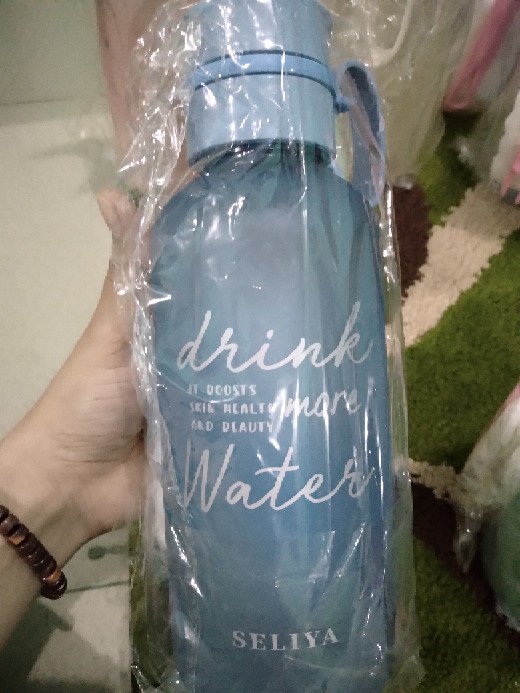 drink
IT BOOSTS
SKIN HEALTH more
AND BEAUTY
Water
SELIYA